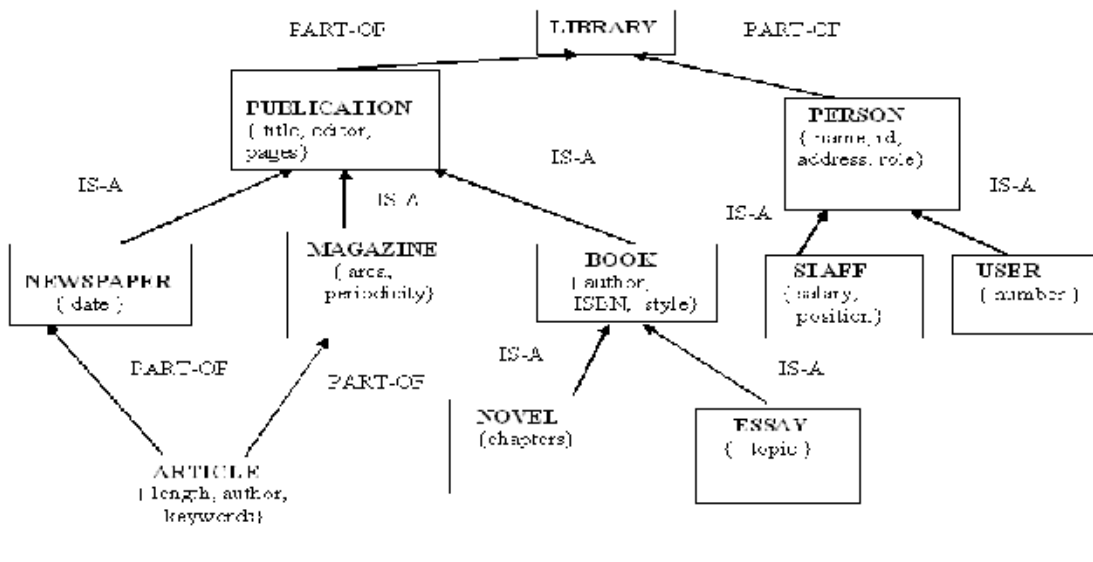 PART-OF
LIBRARY
PART-OF
PUBLICATION
{ title, editor,
pages}
PERSON
{ name, id,
address, role}
IS-A
IS-A
IS-A
IS-A
IS-A
NEWSPAPER
{ date }
MAGAZINE
{ area,
periodicity}
BOOK
{ author,
ISBN, style}
STAFF
{ salary,
position}
USER
{ number }
PART-OF
PART-OF
IS-A
IS-A
NOVEL
{chapters}
ESSAY
{ topic }
ARTICLE
{ length, author,
keywords}